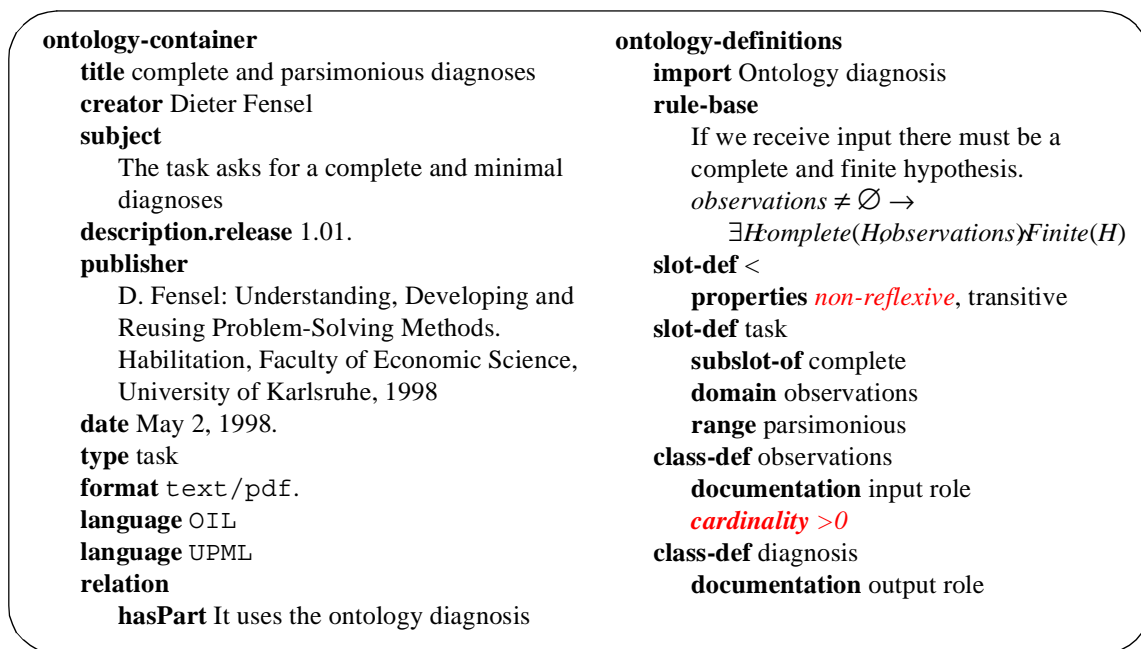 ontology-container
title complete and parsimonious diagnoses
creator Dieter Fensel
subject
The task asks for a complete and minimal
diagnoses
description.release 1.01.
publisher
D. Fensel: Understanding, Developing and
Reusing Problem-Solving Methods.
Habilitation, Faculty of Economic Science,
University of Karlsruhe, 1998
date May 2, 1998.
type task
format text/pdf.
language OIL
language UPML
relation
hasPart It uses the ontology diagnosis
ontology-definitions
import Ontology diagnosis
rule-base
If we receive input there must be a
complete and finite hypothesis.
observations ≠ ∅ →
∃H complete(H, observations) Finite(H)
slot-def <
properties non-reflexive, transitive
slot-def task
subslot-of complete
domain observations
range parsimonious
class-def observations
documentation input role
cardinality >0
class-def diagnosis
documentation output role